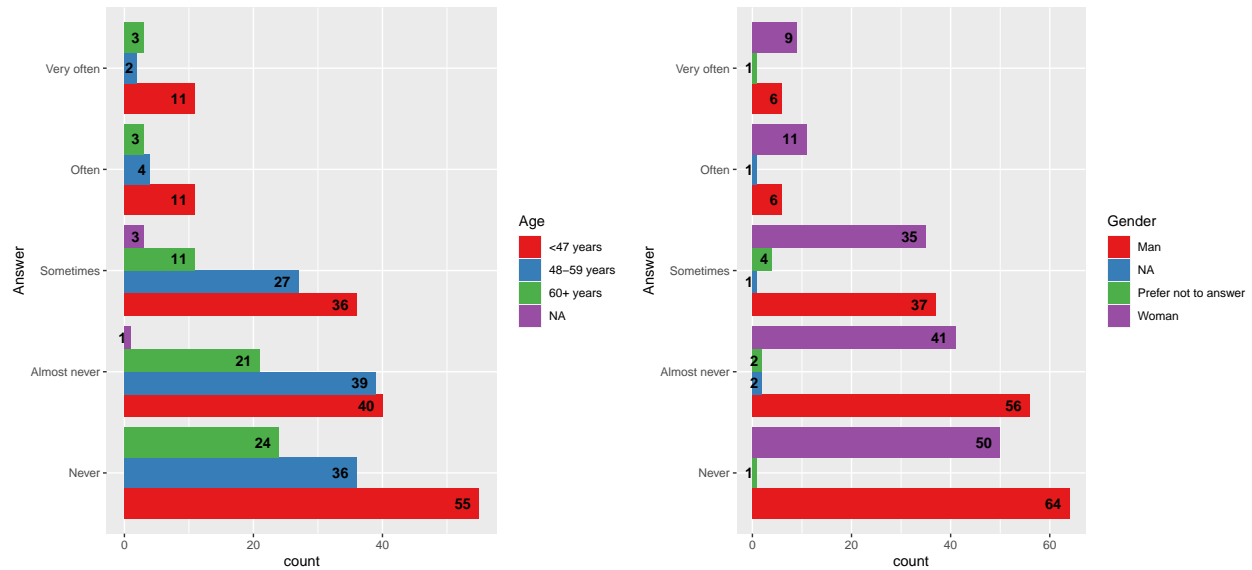 Answer
Very often
3
2
11
Often
3
4
11
Sometimes
3
11
27
36
Almost never
1
21
39
40
Never
24
36
55
0
20
40
count
Age
<47 years
48–59 years
60+ years
NA
Answer
Very often
9
1
6
Often
11
1
6
Sometimes
35
4
1
37
Almost never
41
2
2
56
Never
50
1
64
0
20
40
60
count
Gender
Man
NA
Prefer not to answer
Woman